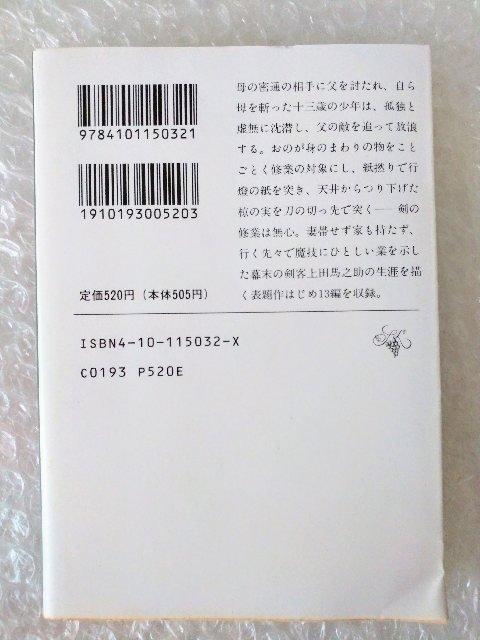 9784101150321
1910193005203
定価520円（本体505円）
母の密通の相手に父を討たれ、自ら
母を斬った十三歳の少年は、孤独と
虚無に沈潜し、父の敵を追って放浪
する。おのが身のまわりの物をこと
ごとく修業の対象にし、紙撚りで行
燈の紙を突き、天井からつり下げた
椋の実を刀の切っ先で突く──剣の
修業は無心。妻帯せず家も持たず、
行く先々で魔技にひとしい業を示し
た幕末の剣客上田馬之助の生涯を描
く表題作はじめ13編を収録。
ISBN4-10-115032-X
C0193 P520E